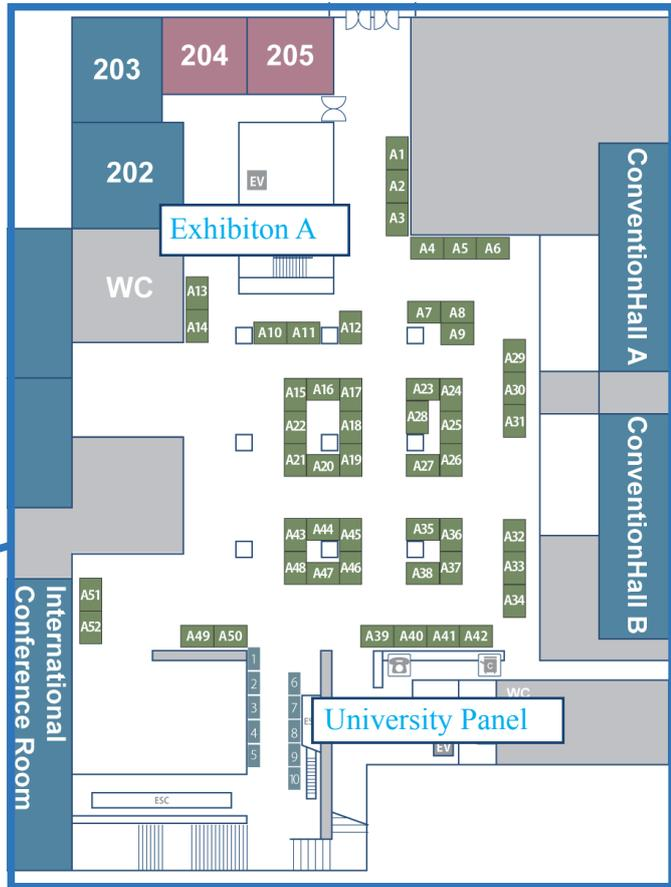 203
204
205
202
EV
A1
A2
A3
Exhibiton A
A4 A5 A6
WC
A13
A14
A10 A11 A12
A7 A8
A9
A29
A30
A31
ConventionHall A
A15 A16 A17
A22 A18
A21 A20 A19
A23 A24
A28 A25
A27 A26
ConventionHall B
A43 A44 A45
A48 A47 A46
A35 A36
A38 A37
A32
A33
A34
A51
A52
International
Conference Room
A49 A50
A39 A40 A41 A42
C
1
2
3
4
5
6
7
8
9
10
WC
University Panel
EV
ESC